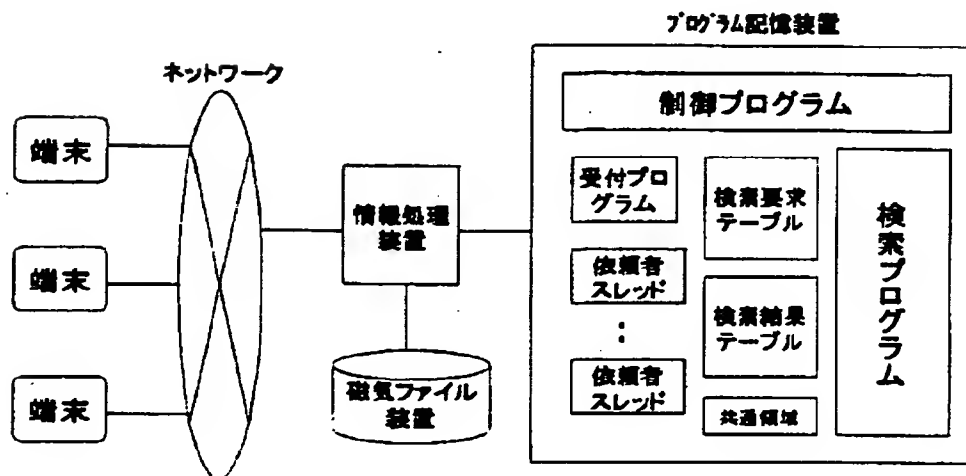 プログラム記憶装置
ネットワーク
制御プログラム
端末
受付プロ
グラム
検索要求
テーブル
検索プログラム
情報処理
装置
端末
依頼者
スレッド
:
検索結果
テーブル
磁気ファイル
装置
依頼者
スレッド
端末
共通領域